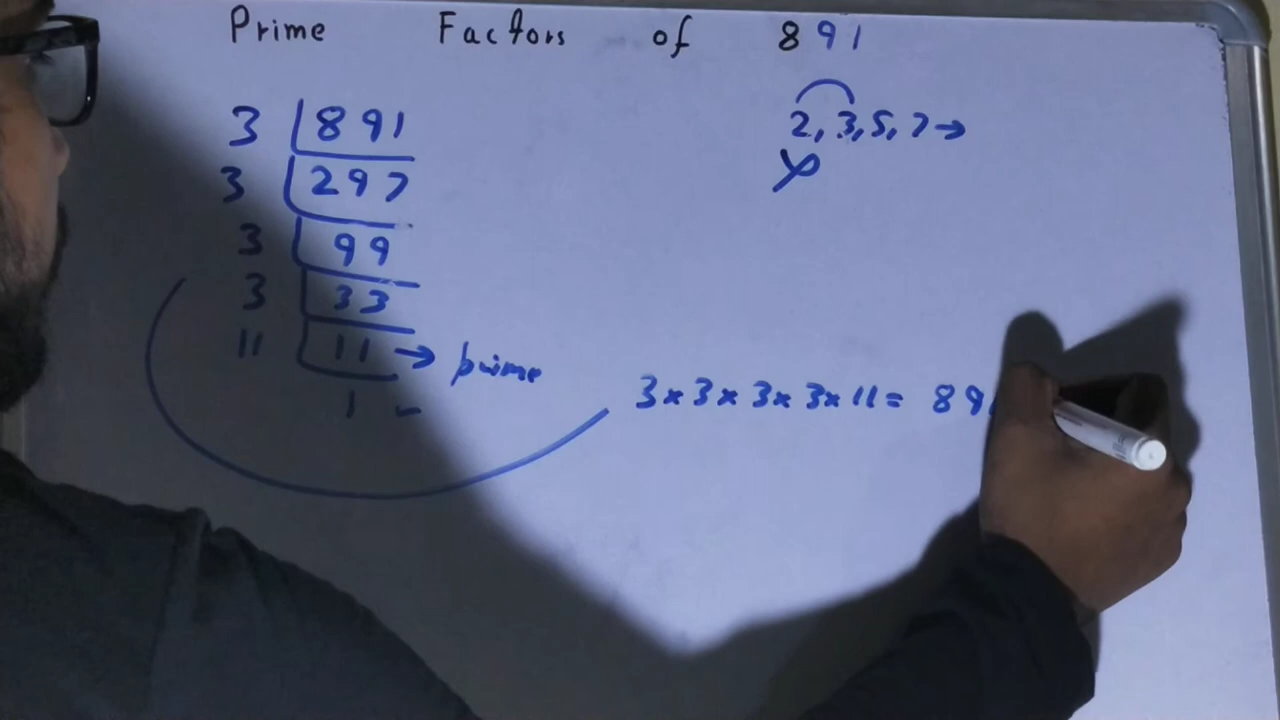 Prime Factors of 891
2, 3, 5, 7 →
3 891
3 297
3 99
3 33
11 11 → prime
1
3 x 3 x 3 x 3 x 11 = 891